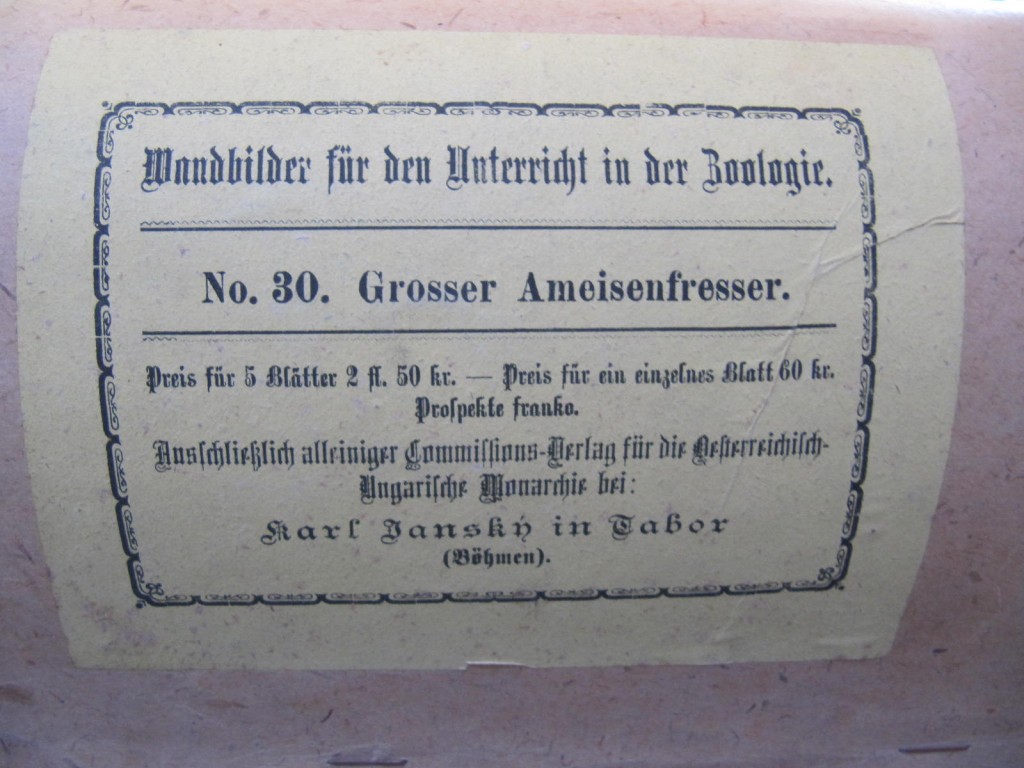 Wandbilder für den Unterricht in der Zoologie.
No. 30. Grosser Ameisenfresser.
Preis für 5 Blätter 2 fl. 50 kr. — Preis für ein einzelnes Blatt 60 kr.
Prospekte franko.
Ausschließlich alleiniger Commissions-Verlag für die Oesterreichisch-
Ungarische Monarchie bei:
Karl Janský in Tabor
(Böhmen).